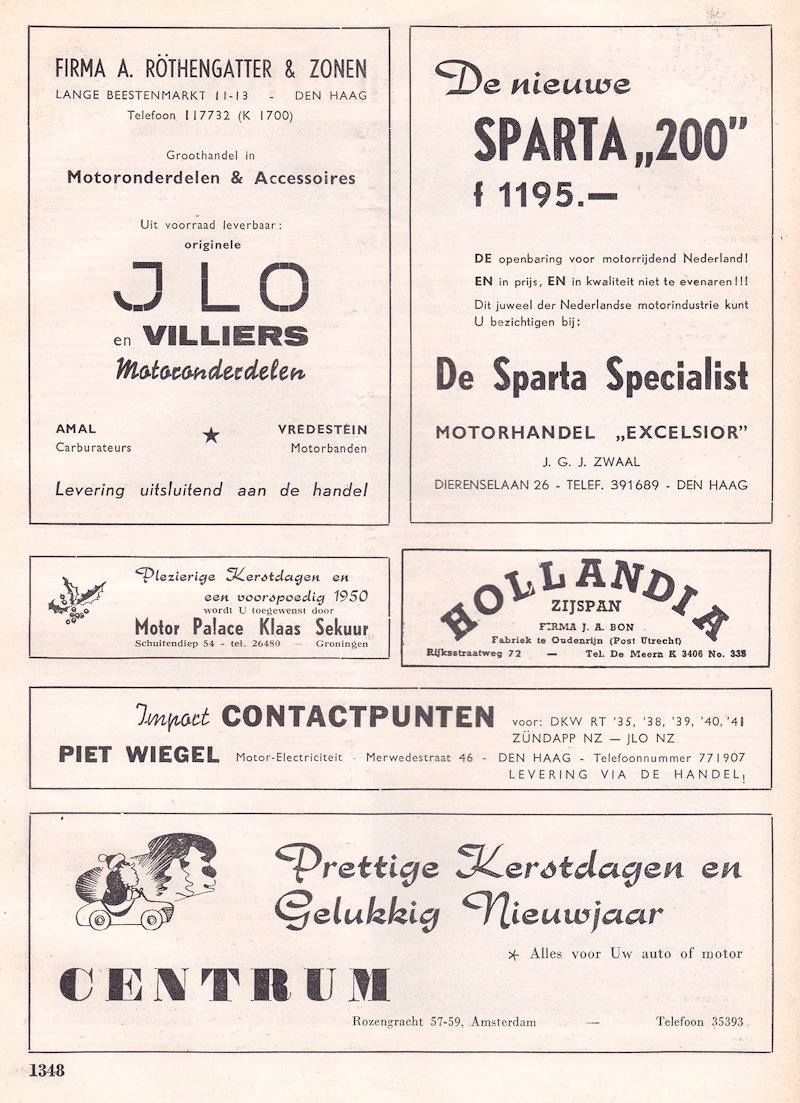 FIRMA A. RÖTHENGATTER & ZONEN
LANGE BEESTENMARKT 11-13 - DEN HAAG
Telefoon 117732 (K 1700)
Groothandel in
Motoronderdelen & Accessoires
Uit voorraad leverbaar:
originele
JLO
en VILLIERS
Motoronderdelen
AMAL
Carburateurs
★
VREDESTEIN
Motorbanden
Levering uitsluitend aan de handel
De nieuwe
SPARTA „200”
f 1195.—
DE openbaring voor motorrijdend Nederland!
EN in prijs, EN in kwaliteit niet te evenaren!!!
Dit juweel der Nederlandse motorindustrie kunt
U bezichtigen bij:
De Sparta Specialist
MOTORHANDEL „EXCELSIOR”
J. G. J. ZWAAL
DIERENSELAAN 26 - TELEF. 391689 - DEN HAAG
Plezierige Kerstdagen en
een voorspoedig 1950
wordt U toegewenst door
Motor Palace Klaas Sekuur
Schuitendiep 54 - tel. 26480 — Groningen
HOLLANDIA
ZIJSPAN
FIRMA J. A. BON
Fabriek te Oudenrijn (Post Utrecht)
Rijksstraatweg 72 — Tel. De Meern K 3406 No. 338
Impact CONTACTPUNTEN voor: DKW RT '35, '38, '39, '40, '41
ZÜNDAPP NZ — JLO NZ
PIET WIEGEL Motor-Electriciteit - Merwedestraat 46 - DEN HAAG - Telefoonnummer 771907
LEVERING VIA DE HANDEL!
Prettige Kerstdagen en
Gelukkig Nieuwjaar
* Alles voor Uw auto of motor
CENTRUM
Rozengracht 57-59, Amsterdam — Telefoon 35393
1348